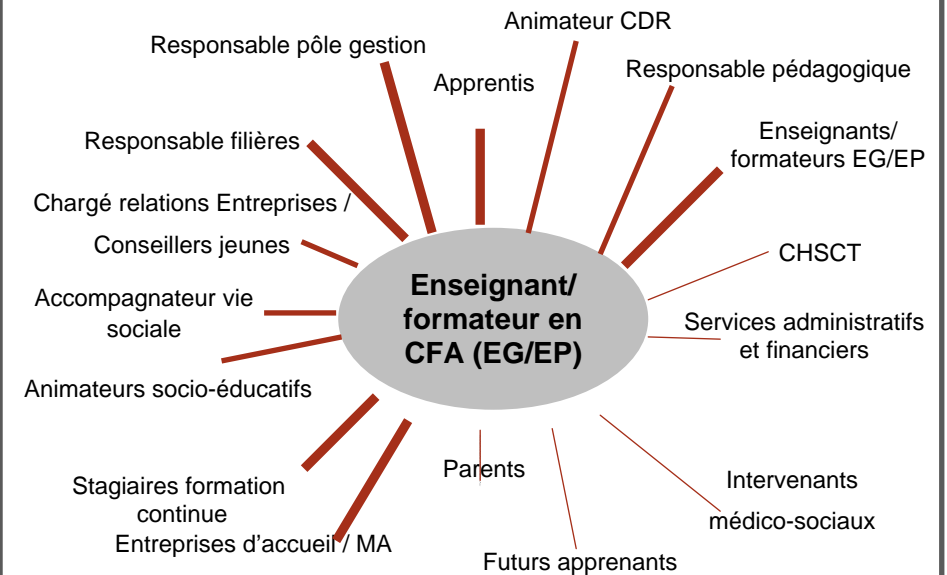 Animateur CDR
Responsable pôle gestion
Responsable pédagogique
Apprentis
Enseignants/
formateurs EG/EP
Responsable filières
Chargé relations Entreprises /
Conseillers jeunes
CHSCT
Enseignant/
formateur en
CFA (EG/EP)
Accompagnateur vie
sociale
Services administratifs
et financiers
Animateurs socio-éducatifs
Parents
Intervenants
médico-sociaux
Stagiaires formation
continue
Entreprises d'accueil / MA
Futurs apprenants